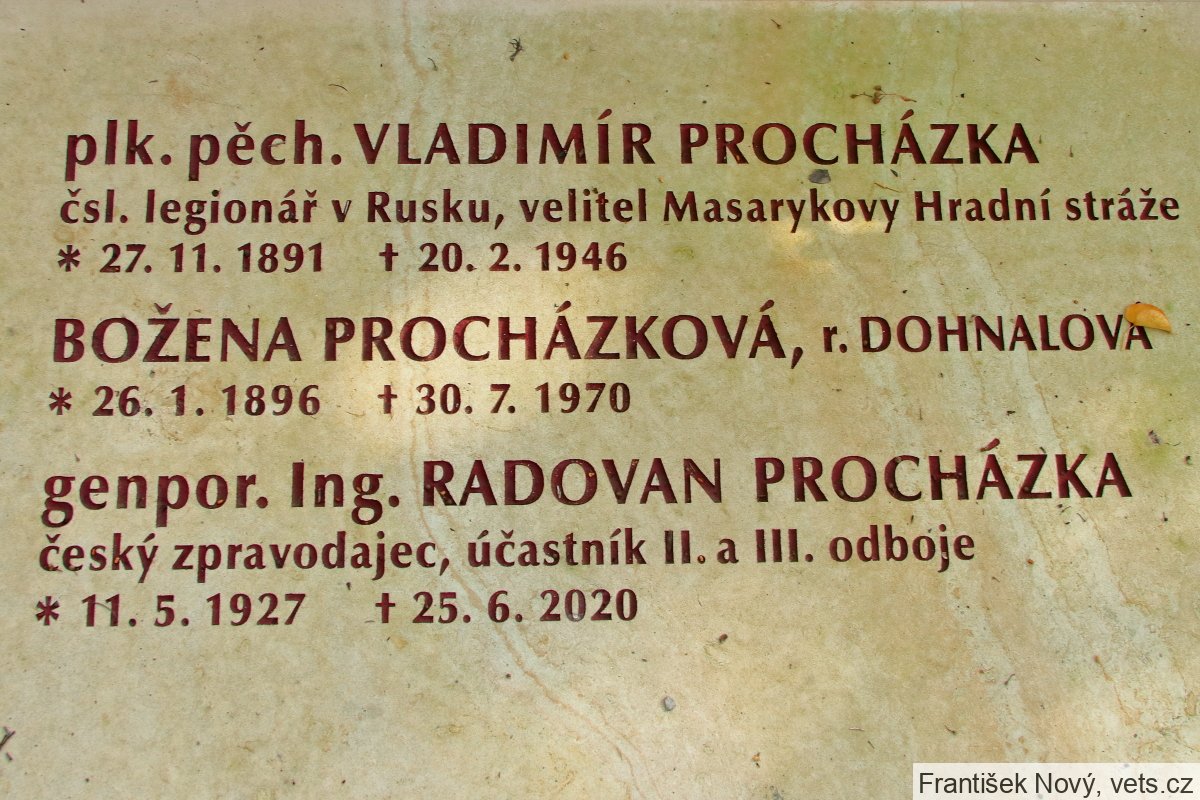 plk. pěch. VLADIMÍR PROCHÁZKA
čsl. legionář v Rusku, velitel Masarykovy Hradní stráže
* 27. 11. 1891 † 20. 2. 1946
BOŽENA PROCHÁZKOVÁ, r. DOHNALOVÁ
* 26. 1. 1896 † 30. 7. 1970
genpor. Ing. RADOVAN PROCHÁZKA
český zpravodajec, účastník II. a III. odboje
* 11. 5. 1927 † 25. 6. 2020
František Nový, vets.cz